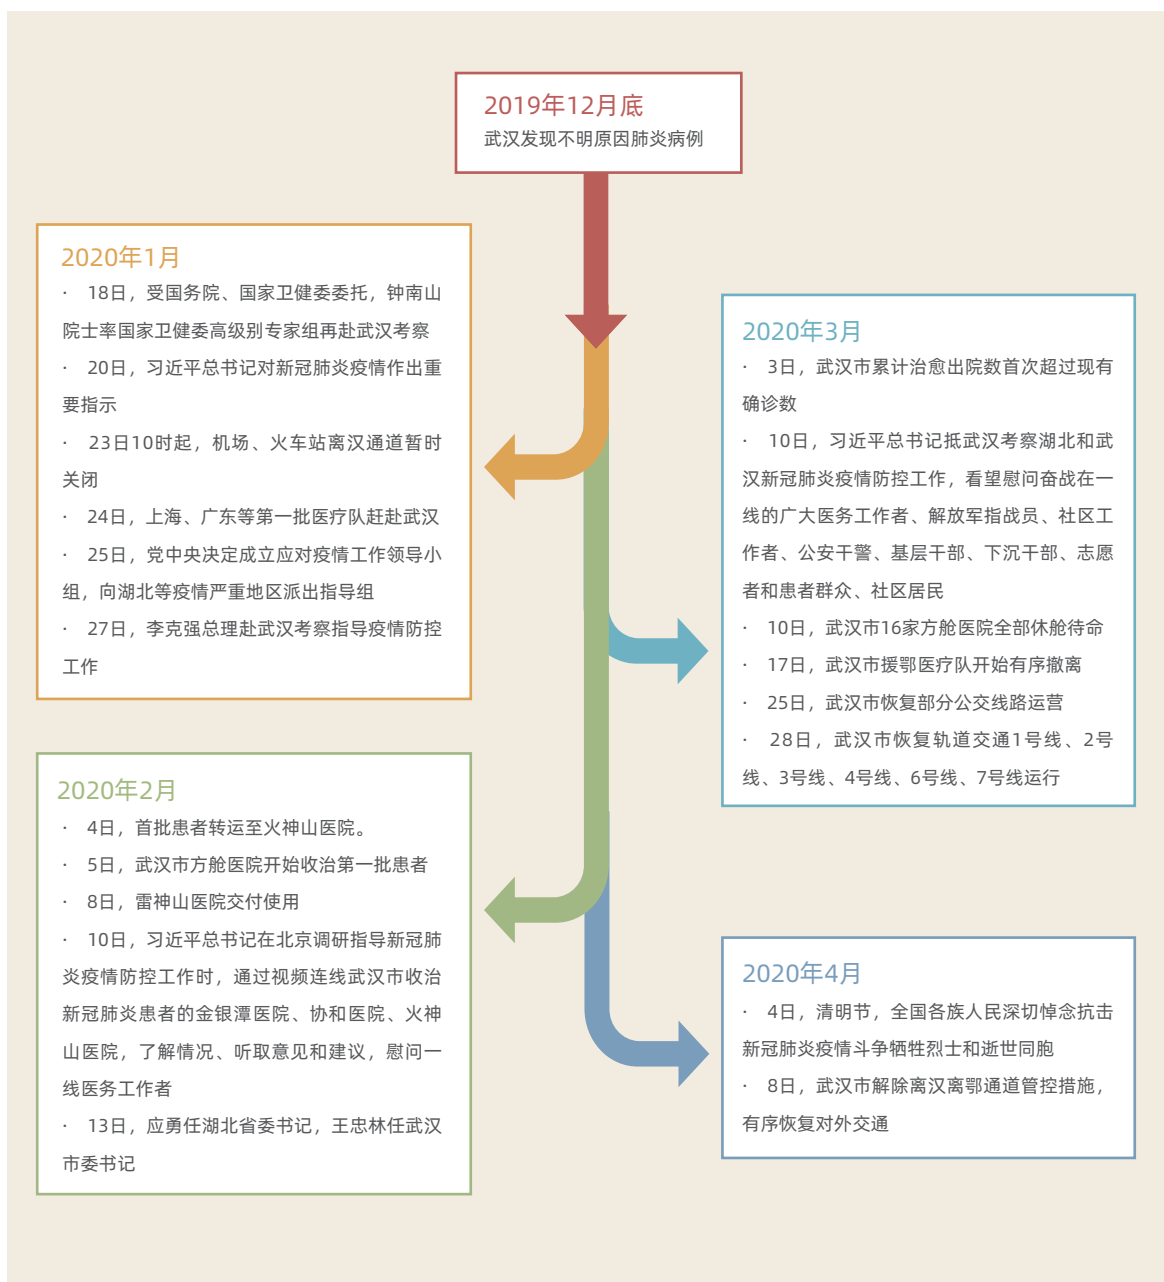 2019年12月底
武汉发现不明原因肺炎病例
2020年1月
· 18日，受国务院、国家卫健委委托，钟南山
院士率国家卫健委高级别专家组再赴武汉考察
· 20日，习近平总书记对新冠肺炎疫情作出重
要指示
· 23日10时起，机场、火车站离汉通道暂时
关闭
· 24日，上海、广东等第一批医疗队赶赴武汉
· 25日，党中央决定成立应对疫情工作领导小
组，向湖北等疫情严重地区派出指导组
· 27日，李克强总理赴武汉考察指导疫情防控
工作
2020年2月
· 4日，首批患者转运至火神山医院。
· 5日，武汉市方舱医院开始收治第一批患者
· 8日，雷神山医院交付使用
· 10日，习近平总书记在北京调研指导新冠肺
炎疫情防控工作时，通过视频连线武汉市收治
新冠肺炎患者的金银潭医院、协和医院、火神
山医院，了解情况、听取意见和建议，慰问一
线医务工作者
· 13日，应勇任湖北省委书记，王忠林任武汉
市委书记
2020年3月
· 3日，武汉市累计治愈出院数首次超过现有
确诊数
· 10日，习近平总书记抵武汉考察湖北和武
汉新冠肺炎疫情防控工作，看望慰问奋战在一
线的广大医务工作者、解放军指战员、社区工
作者、公安干警、基层干部、下沉干部、志愿
者和患者群众、社区居民
· 10日，武汉市16家方舱医院全部休舱待命
· 17日，武汉市援鄂医疗队开始有序撤离
· 25日，武汉市恢复部分公交线路运营
· 28日，武汉市恢复轨道交通1号线、2号
线、3号线、4号线、6号线、7号线运行
2020年4月
· 4日，清明节，全国各族人民深切悼念抗击
新冠肺炎疫情斗争牺牲烈士和逝世同胞
· 8日，武汉市解除离汉离鄂通道管控措施，
有序恢复对外交通